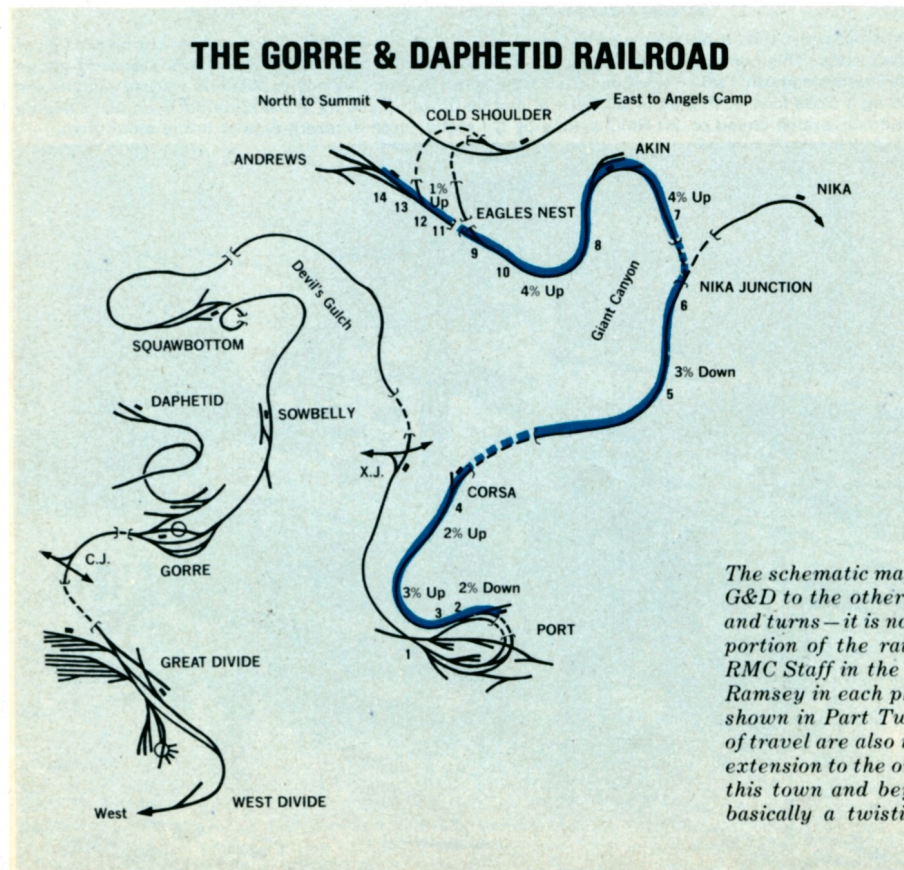 THE GORRE & DAPHETID RAILROAD
North to Summit
East to Angels Camp
COLD SHOULDER
ANDREWS
AKIN
1%
Up
14
13
12
11
EAGLES NEST
4% Up
7
NIKA
9
8
10
4% Up
Giant Canyon
NIKA JUNCTION
6
Devil's Gulch
SQUAWBOTTOM
3% Down
5
DAPHETID
SOWBELLY
X.J.
CORSA
4
2% Up
C.J.
GORRE
3% Up
2% Down
3
2
PORT
1
GREAT DIVIDE
West
WEST DIVIDE
The schematic ma
G&D to the other
and turns—it is no
portion of the rai
RMC Staff in the
Ramsey in each p
shown in Part Tw
of travel are also i
extension to the o
this town and bey
basically a twisti